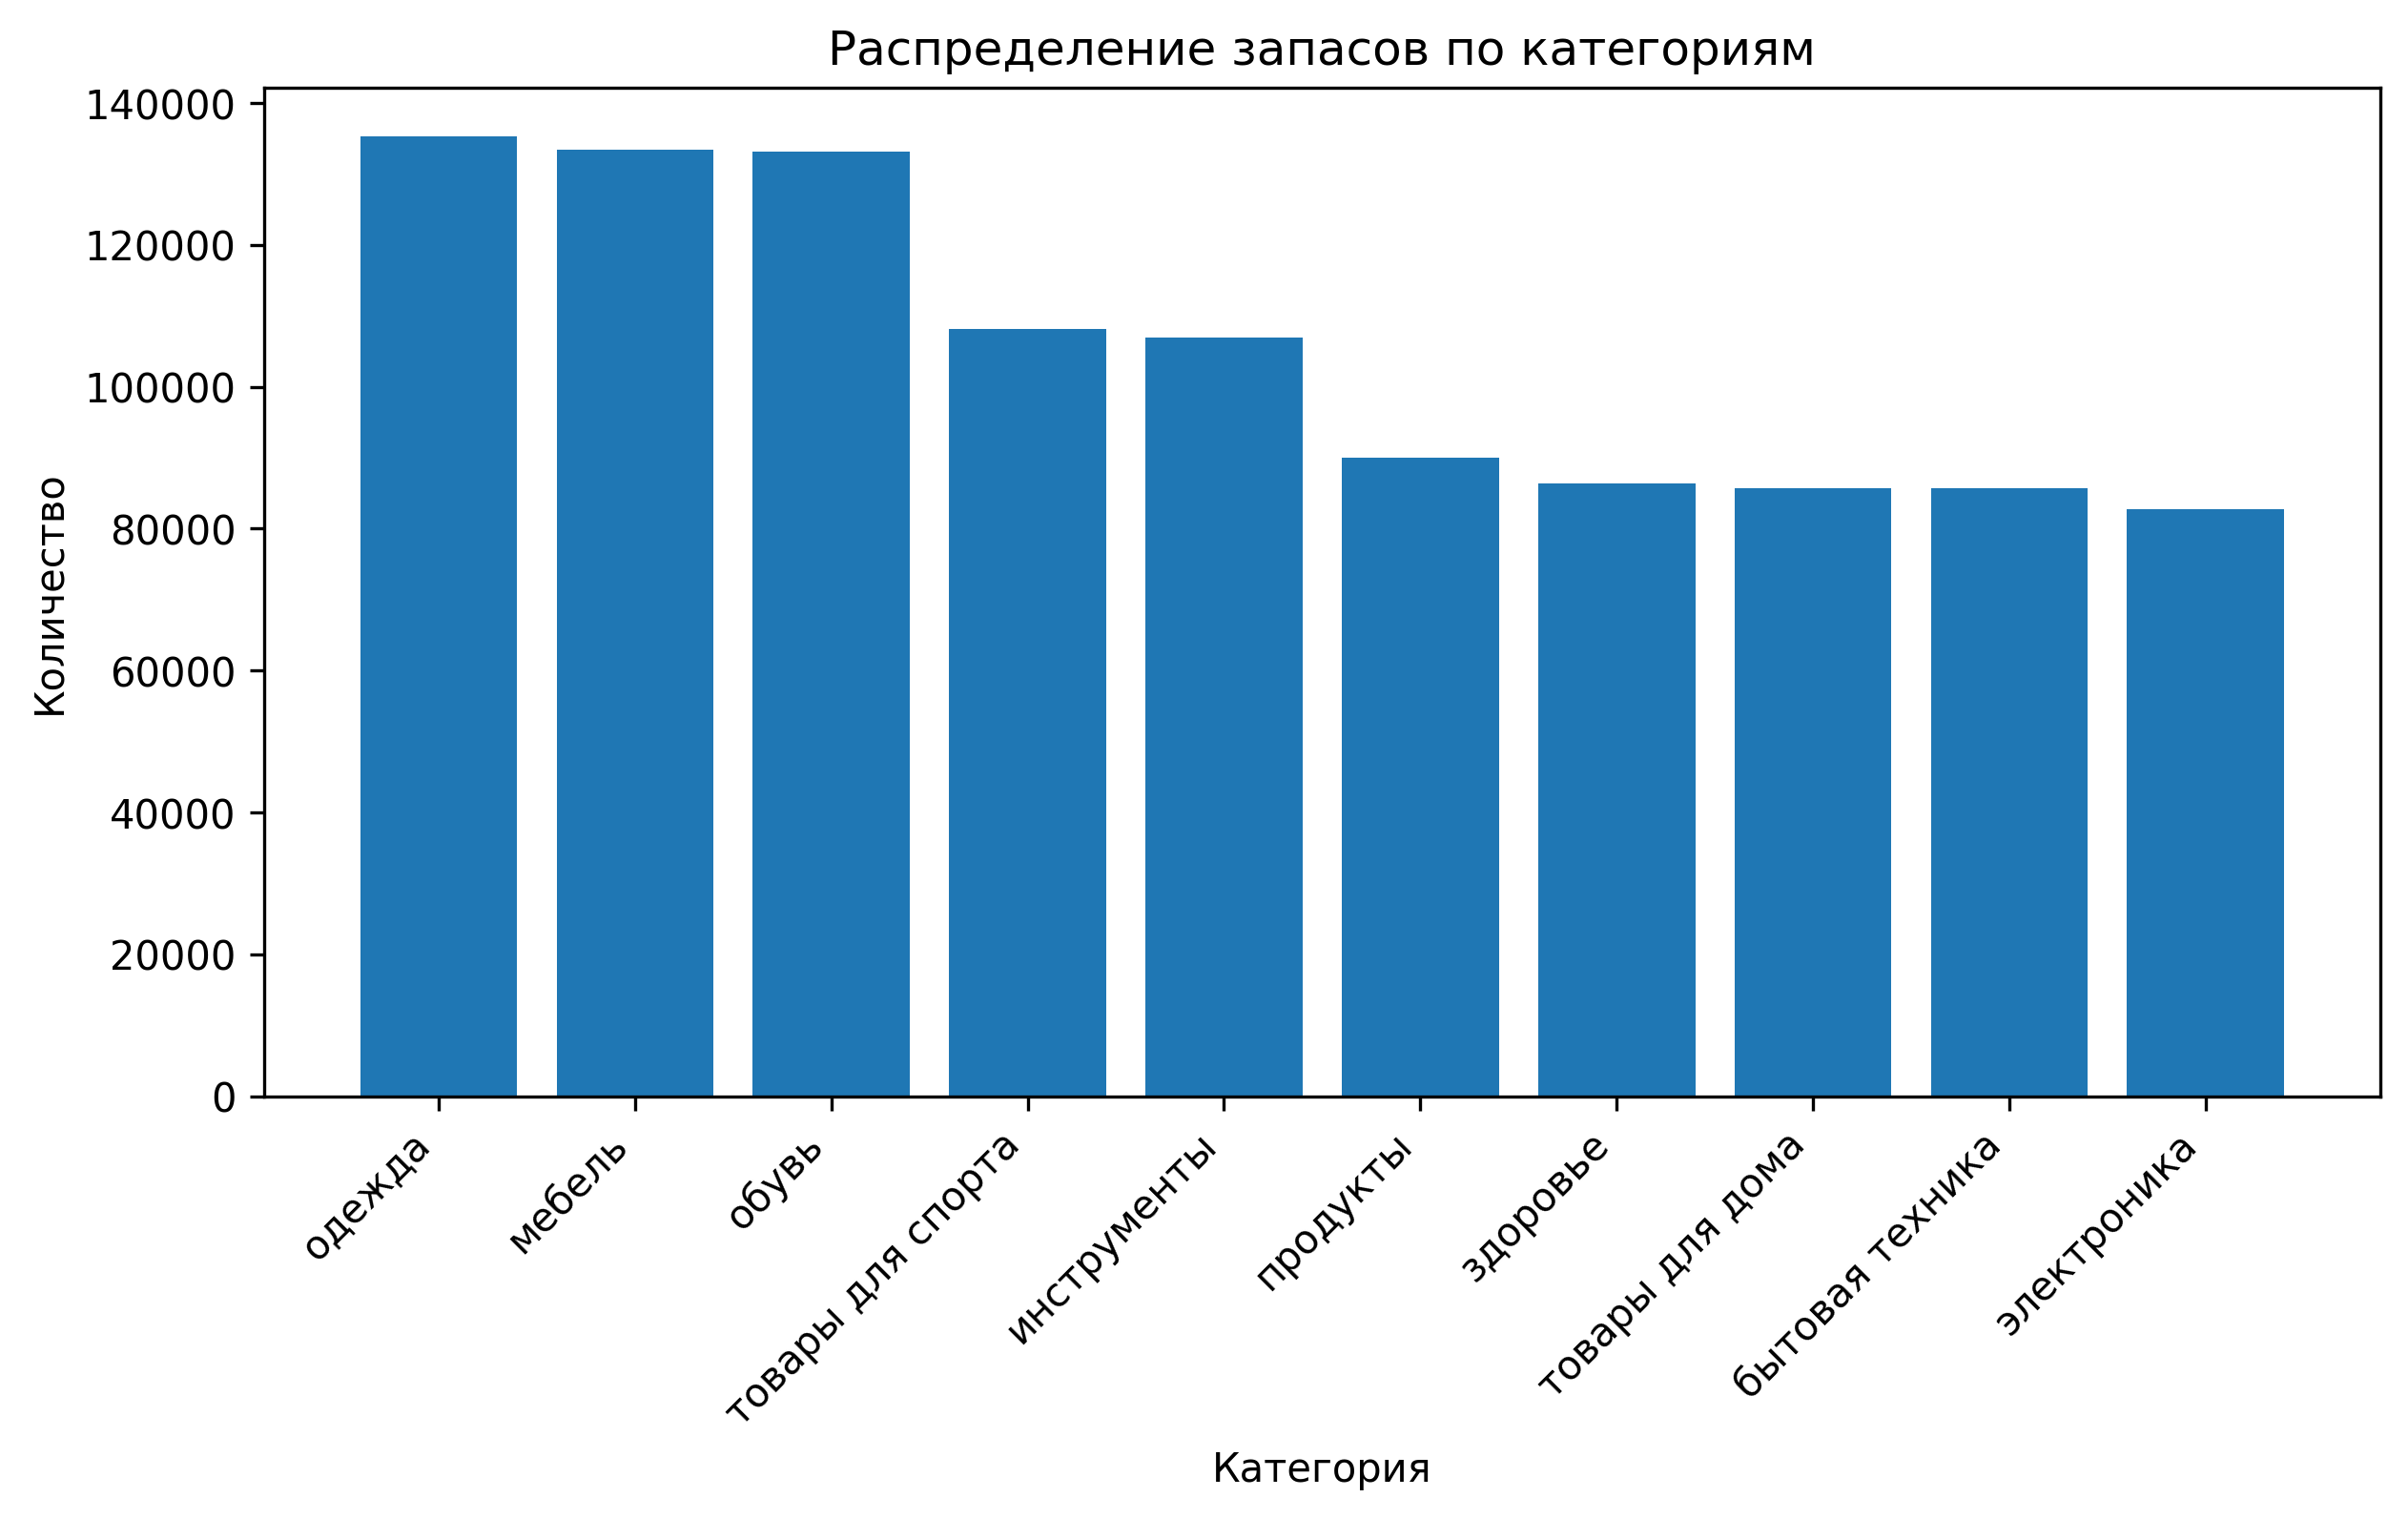 Распределение запасов по категориям
Количество
140000
120000
100000
80000
60000
40000
20000
0
одежда
мебель
обувь
товары для спорта
инструменты
продукты
здоровье
товары для дома
бытовая техника
электроника
Категория